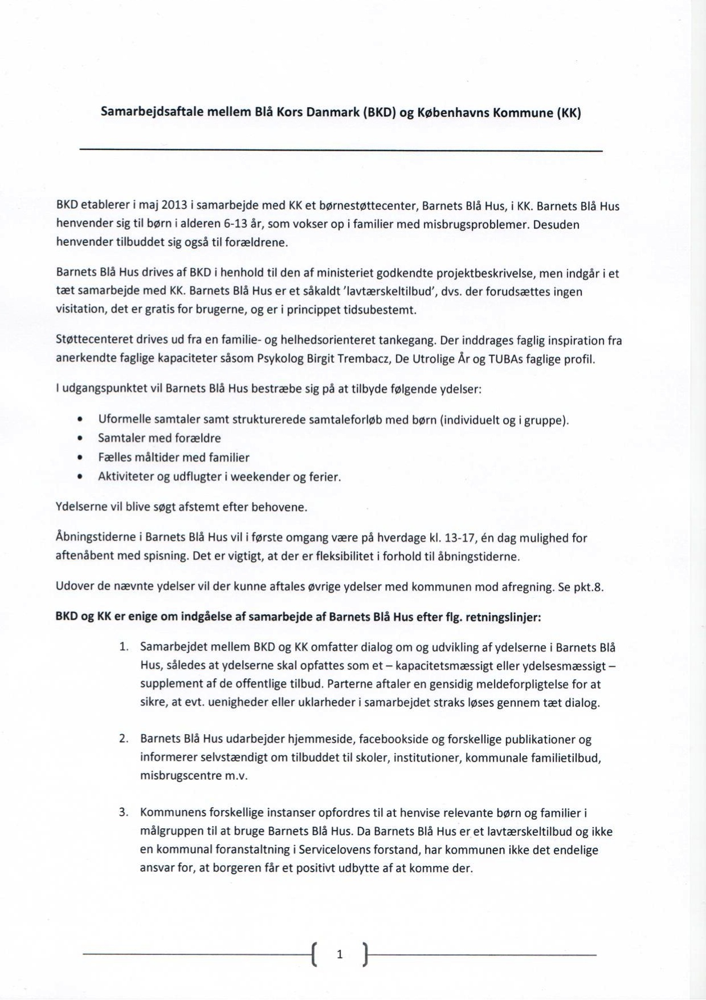 Samarbejdsaftale mellem Blå Kors Danmark (BKD) og Københavns Kommune (KK)
BKD etablerer i maj 2013 i samarbejde med KK et børnestøttecenter, Barnets Blå Hus, i KK. Barnets Blå Hus
henvender sig til børn i alderen 6-13 år, som vokser op i familier med misbrugsproblemer. Desuden
henvender tilbuddet sig også til forældrene.
Barnets Blå Hus drives af BKD i henhold til den af ministeriet godkendte projektbeskrivelse, men indgår i et
tæt samarbejde med KK. Barnets Blå Hus er et såkaldt 'lavtærskeltilbud', dvs. der forudsættes ingen
visitation, det er gratis for brugerne, og er i princippet tidsubestemt.
Støttecenteret drives ud fra en familie- og helhedsorienteret tankegang. Der inddrages faglig inspiration fra
anerkendte faglige kapaciteter såsom Psykolog Birgit Trembacz, De Utrolige År og TUBAs faglige profil.
I udgangspunktet vil Barnets Blå Hus bestræbe sig på at tilbyde følgende ydelser:
• Uformelle samtaler samt strukturerede samtaleforløb med børn (individuelt og i gruppe).
• Samtaler med forældre
• Fælles måltider med familier
• Aktiviteter og udflugter i weekender og ferier.
Ydelserne vil blive søgt afstemt efter behovene.
Åbningstiderne i Barnets Blå Hus vil i første omgang være på hverdage kl. 13-17, én dag mulighed for
aftenåbent med spisning. Det er vigtigt, at der er fleksibilitet i forhold til åbningstiderne.
Udover de nævnte ydelser vil der kunne aftales øvrige ydelser med kommunen mod afregning. Se pkt.8.
BKD og KK er enige om indgåelse af samarbejde af Barnets Blå Hus efter flg. retningslinjer:
1. Samarbejdet mellem BKD og KK omfatter dialog om og udvikling af ydelserne i Barnets Blå
Hus, således at ydelserne skal opfattes som et – kapacitetsmæssigt eller ydelsesmæssigt –
supplement af de offentlige tilbud. Parterne aftaler en gensidig meldeforpligtelse for at
sikre, at evt. uenigheder eller uklarheder i samarbejdet straks løses gennem tæt dialog.
2. Barnets Blå Hus udarbejder hjemmeside, facebookside og forskellige publikationer og
informerer selvstændigt om tilbuddet til skoler, institutioner, kommunale familietilbud,
misbrugscentre m.v.
3. Kommunens forskellige instanser opfordres til at henvise relevante børn og familier i
målgruppen til at bruge Barnets Blå Hus. Da Barnets Blå Hus er et lavtærskeltilbud og ikke
en kommunal foranstaltning i Servicelovens forstand, har kommunen ikke det endelige
ansvar for, at borgeren får et positivt udbytte af at komme der.
1